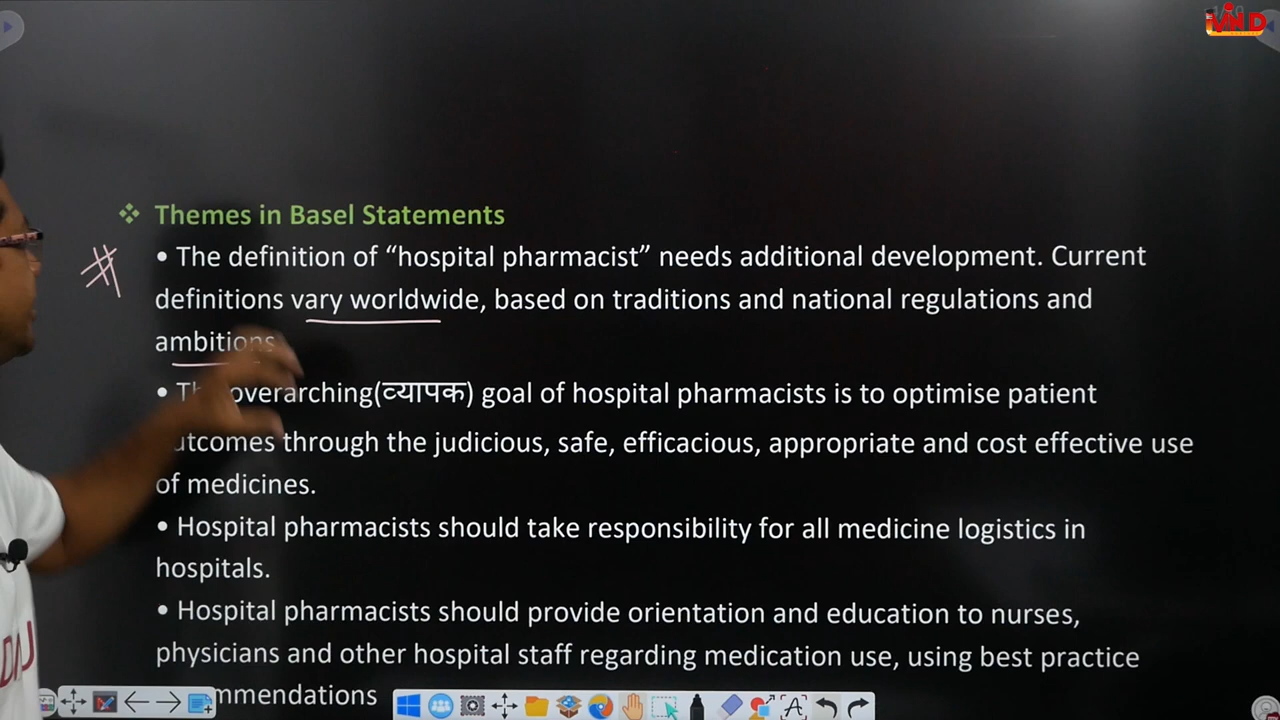 VIND
❖ Themes in Basel Statements
• The definition of “hospital pharmacist” needs additional development. Current
definitions vary worldwide, based on traditions and national regulations and
ambitions
• overarching(व्यापक) goal of hospital pharmacists is to optimise patient
utcomes through the judicious, safe, efficacious, appropriate and cost effective use
of medicines.
• Hospital pharmacists should take responsibility for all medicine logistics in
hospitals.
• Hospital pharmacists should provide orientation and education to nurses,
physicians and other hospital staff regarding medication use, using best practice
mmendations